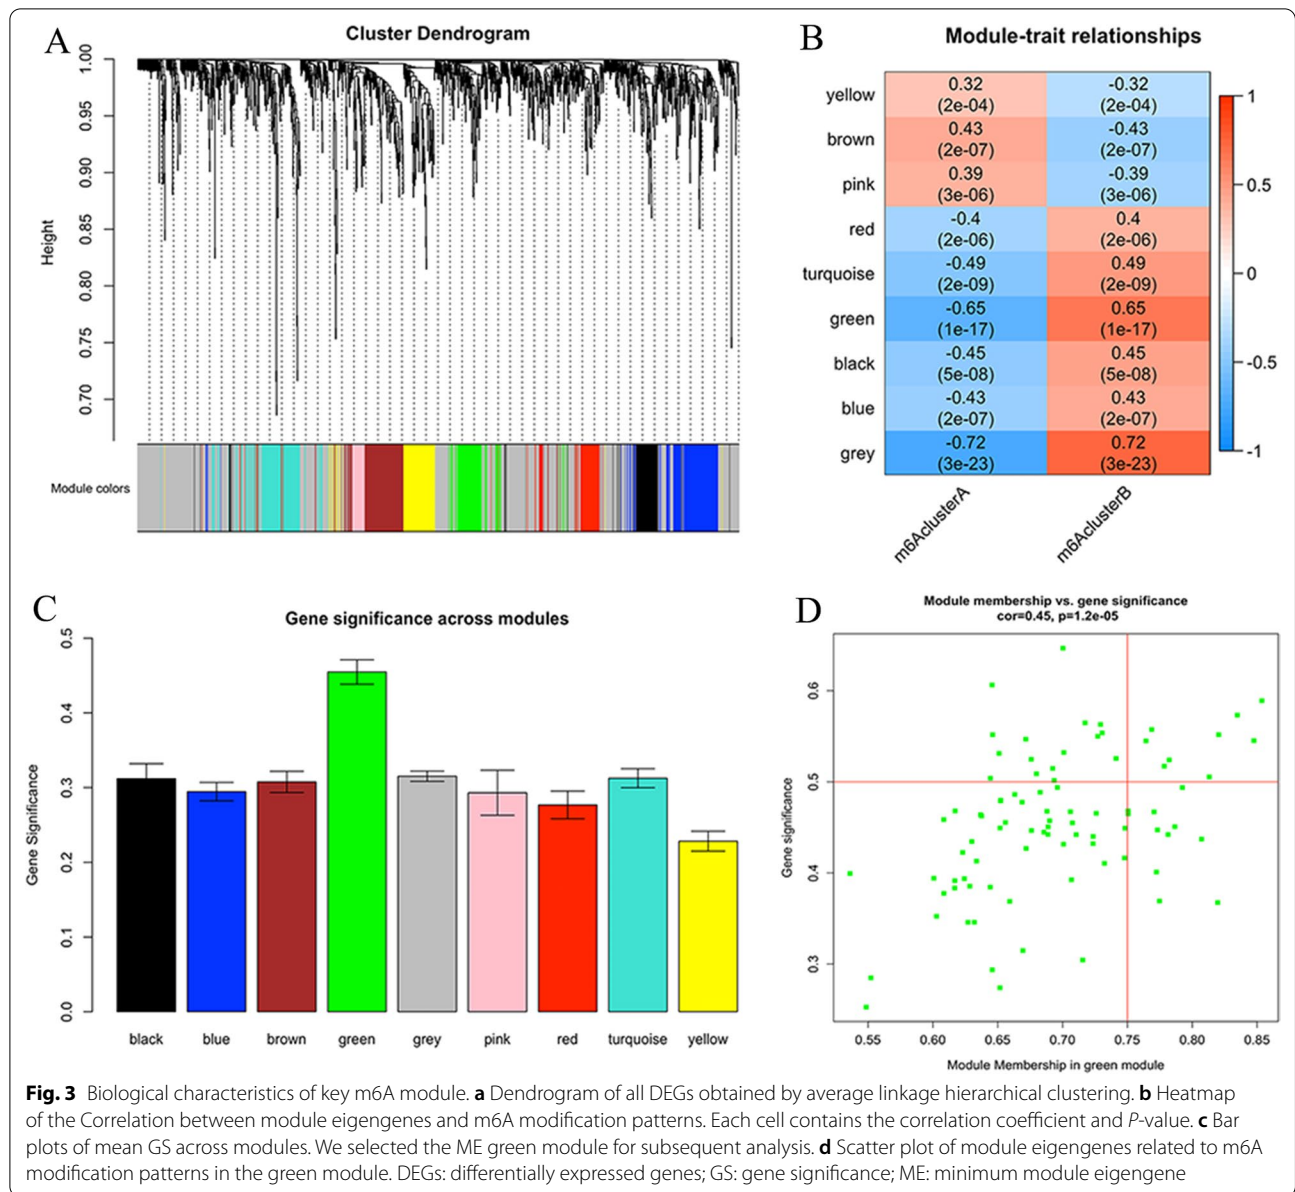 A
Cluster Dendrogram
Height
1.00
0.95
0.90
0.85
0.80
0.75
0.70
Module colors
B
Module-trait relationships
yellow 0.32 -0.32
(2e-04) (2e-04)
brown 0.43 -0.43
(2e-07) (2e-07)
pink 0.39 -0.39
(3e-06) (3e-06)
red -0.4 0.4
(2e-06) (2e-06)
turquoise -0.49 0.49
(2e-09) (2e-09)
green -0.65 0.65
(1e-17) (1e-17)
black -0.45 0.45
(5e-08) (5e-08)
blue -0.43 0.43
(2e-07) (2e-07)
grey -0.72 0.72
(3e-23) (3e-23)
m6AclusterA m6AclusterB
1
0.5
0
-0.5
-1
C
Gene significance across modules
Gene Significance
0.5
0.4
0.3
0.2
0.1
0.0
black blue brown green grey pink red turquoise yellow
D
Module membership vs. gene significance
cor=0.45, p=1.2e-05
Gene significance
0.6
0.5
0.4
0.3
0.55 0.60 0.65 0.70 0.75 0.80 0.85
Module Membership in green module
Fig. 3 Biological characteristics of key m6A module. a Dendrogram of all DEGs obtained by average linkage hierarchical clustering. b Heatmap
of the Correlation between module eigengenes and m6A modification patterns. Each cell contains the correlation coefficient and P-value. c Bar
plots of mean GS across modules. We selected the ME green module for subsequent analysis. d Scatter plot of module eigengenes related to m6A
modification patterns in the green module. DEGs: differentially expressed genes; GS: gene significance; ME: minimum module eigengene